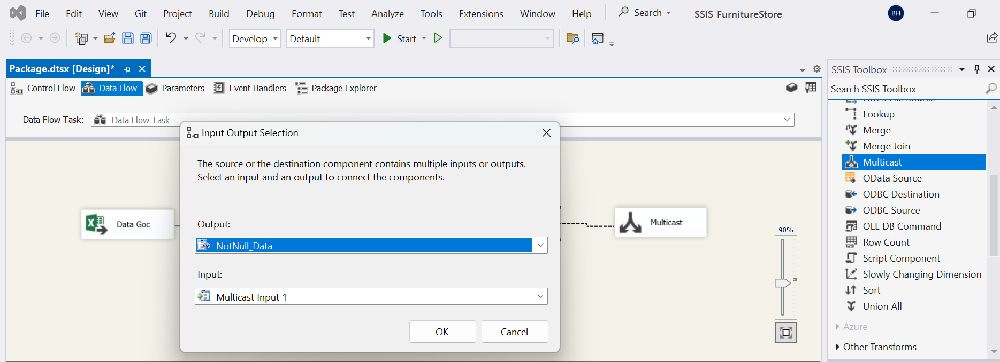 File Edit View Git Project Build Debug Format Test Analyze Tools Extensions Window Help Search SSIS_FurnitureStore BH
Develop Default Start
Package.dtsx [Design]*
Control Flow Data Flow Parameters Event Handlers Package Explorer
Data Flow Task: Data Flow Task
Input Output Selection
The source or the destination component contains multiple inputs or outputs.
Select an input and an output to connect the components.
Output:
NotNull_Data
Input:
Multicast Input 1
OK Cancel
Data Goc
Multicast
90%
SSIS Toolbox
Search SSIS Toolbox
Lookup
Merge
Merge Join
Multicast
OData Source
ODBC Destination
ODBC Source
OLE DB Command
Row Count
Script Component
Slowly Changing Dimension
Sort
Union All
Azure
Other Transforms